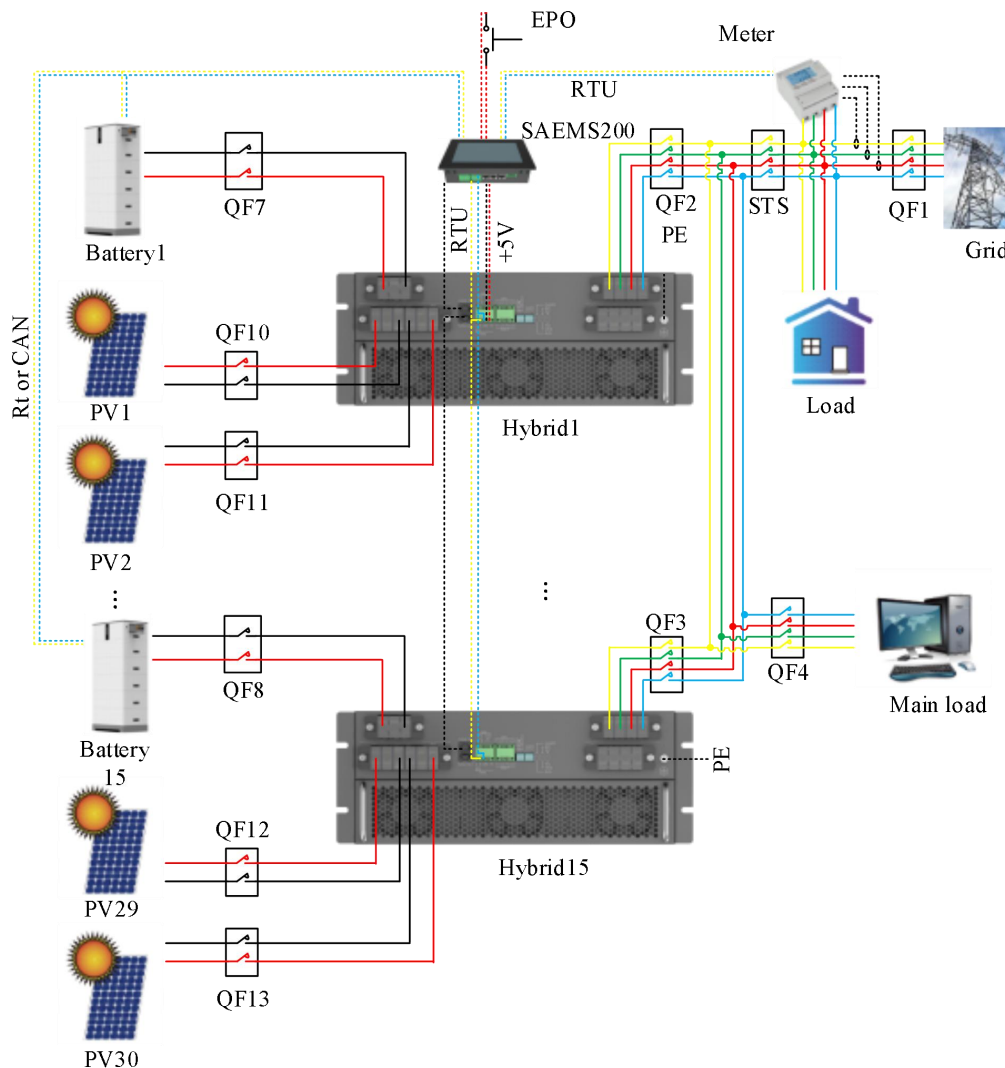 EPO
Meter
RTU
SAEMS200
QF7
QF2
STS
QF1
PE
Grid
Battery1
RTU
+5V
Rt or CAN
QF10
PV1
Hybrid1
Load
QF11
PV2
...
...
QF3
QF8
QF4
Main load
Battery
15
PE
QF12
Hybrid15
PV29
QF13
PV30